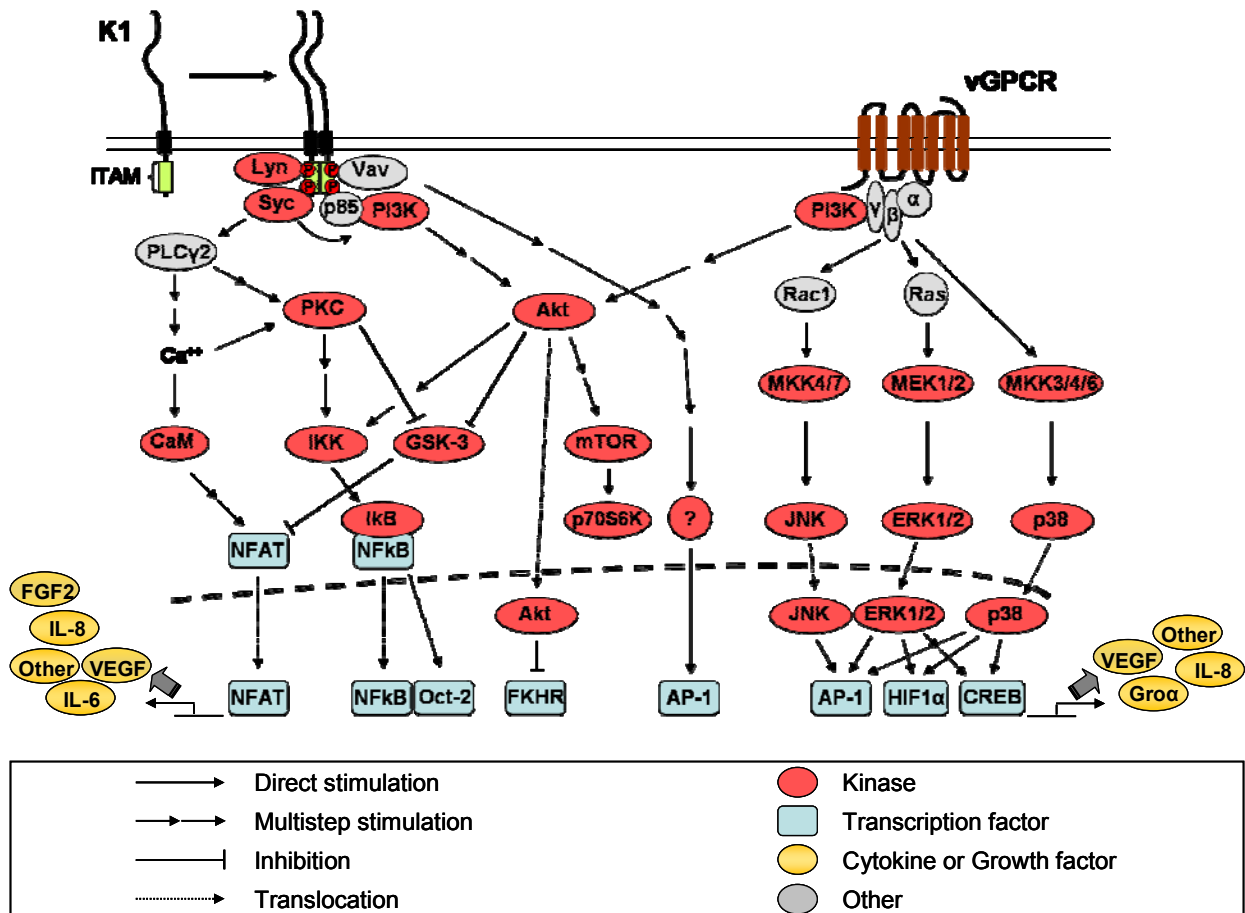 K1
vGPCR
ITAM
Lyn
P
P
Vav
Syc
P
P
p85
PI3K
PI3K
γ
β
α
PLCγ2
PKC
Akt
Rac1
Ras
Ca++
MKK4/7
MEK1/2
MKK3/4/6
CaM
IKK
GSK-3
mTOR
IkB
p70S6K
?
JNK
ERK1/2
p38
NFAT
NFkB
FGF2
IL-8
Other
VEGF
IL-6
Akt
JNK
ERK1/2
p38
Other
VEGF
IL-8
Groα
NFAT
NFkB
Oct-2
FKHR
AP-1
AP-1
HIF1α
CREB
Direct stimulation
Kinase
Multistep stimulation
Transcription factor
Inhibition
Cytokine or Growth factor
Translocation
Other